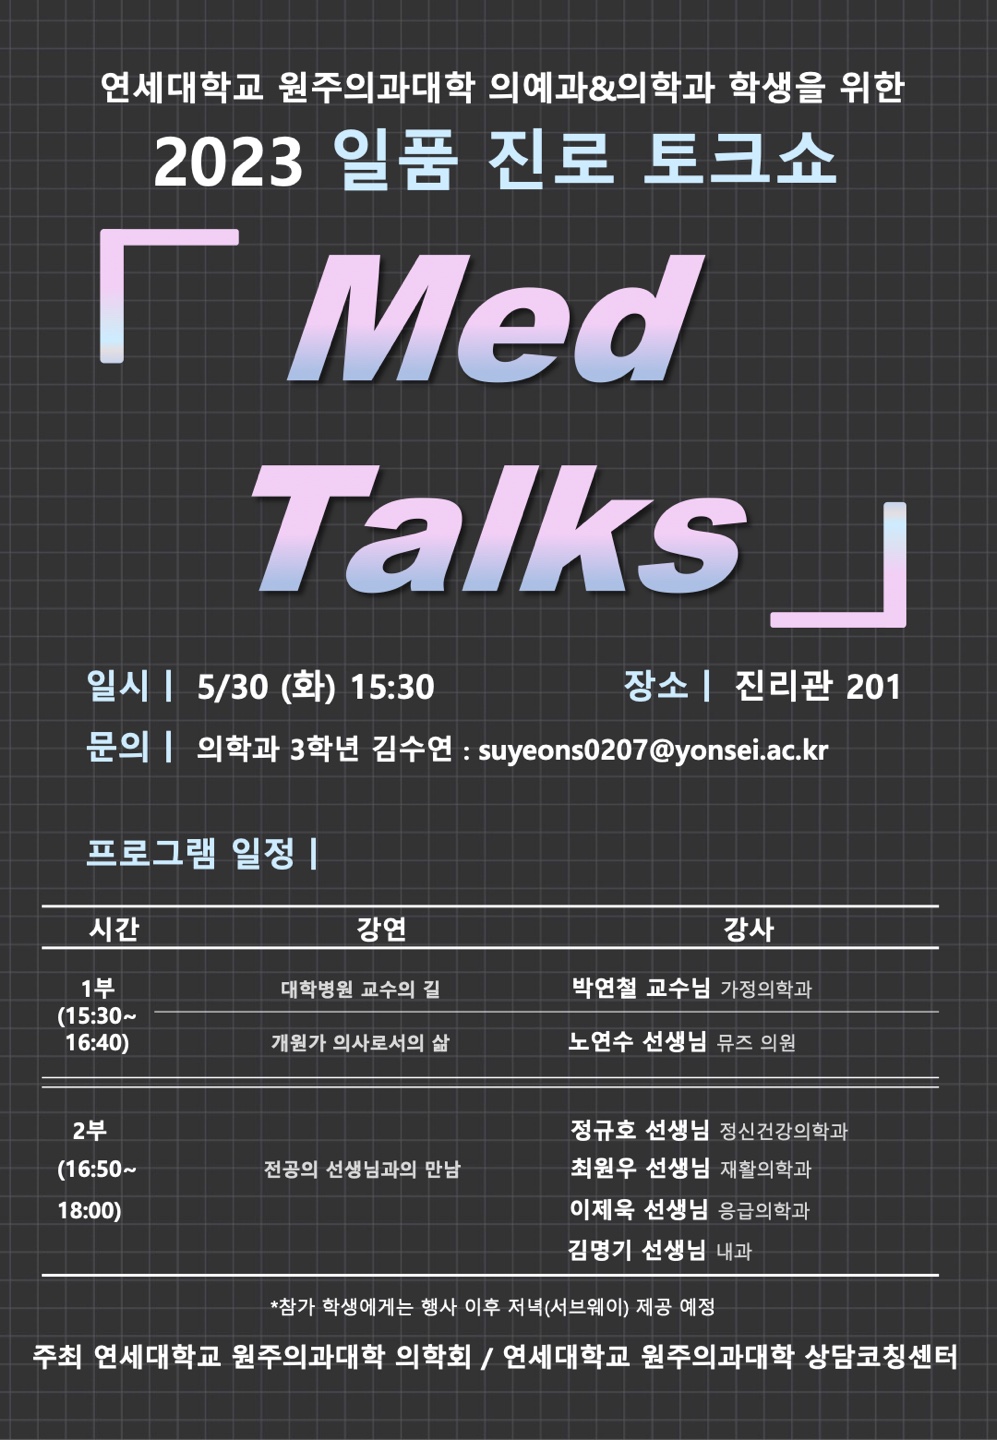 연세대학교 원주의과대학 의예과&의학과 학생을 위한
2023 일품 진로 토크쇼
Med
Talks
일시 | 5/30 (화) 15:30 장소 | 진리관 201
문의 | 의학과 3학년 김수연 : suyeons0207@yonsei.ac.kr
프로그램 일정 |
시간 강연 강사
1부 대학병원 교수의 길 박연철 교수님 가정의학과
(15:30~
16:40) 개원가 의사로서의 삶 노연수 선생님 뮤즈 의원
2부 정규호 선생님 정신건강의학과
(16:50~ 전공의 선생님과의 만남 최원우 선생님 재활의학과
18:00) 이제욱 선생님 응급의학과
김명기 선생님 내과
*참가 학생에게는 행사 이후 저녁(서브웨이) 제공 예정
주최 연세대학교 원주의과대학 의학회 / 연세대학교 원주의과대학 상담코칭센터